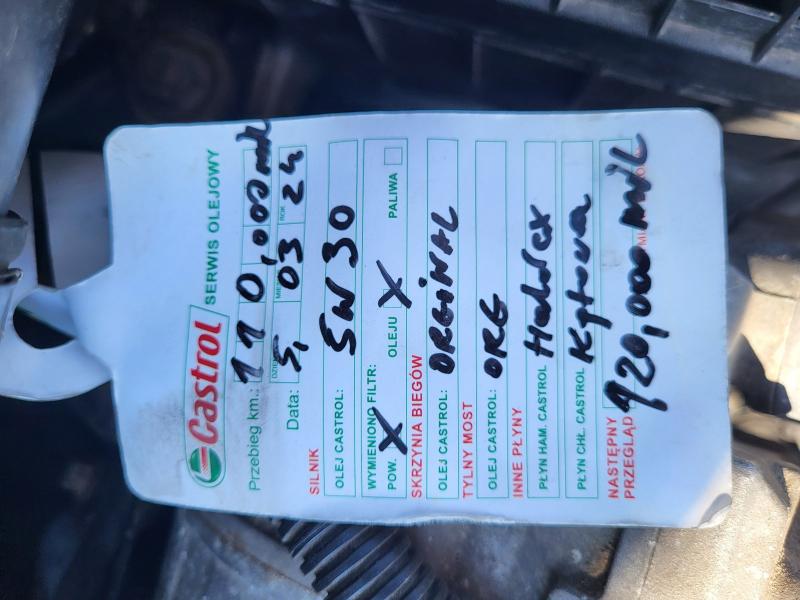 Castrol SERWIS OLEJOWY
Przebieg km.: 110,000 mil
Data: 5, 03 24
SILNIK
OLEJ CASTROL: 5W30
WYMIENIONO FILTR:
POW. X OLEJU X PALIWA
SKRZYNIA BIEGÓW
OLEJ CASTROL: ORGINAL
TYLNY MOST
OLEJ CASTROL: ORG
INNE PŁYNY
PŁYN HAM. CASTROL Haldex
PŁYN CHŁ. CASTROL
NASTĘPNY
PRZEGLĄD 120,000 mil